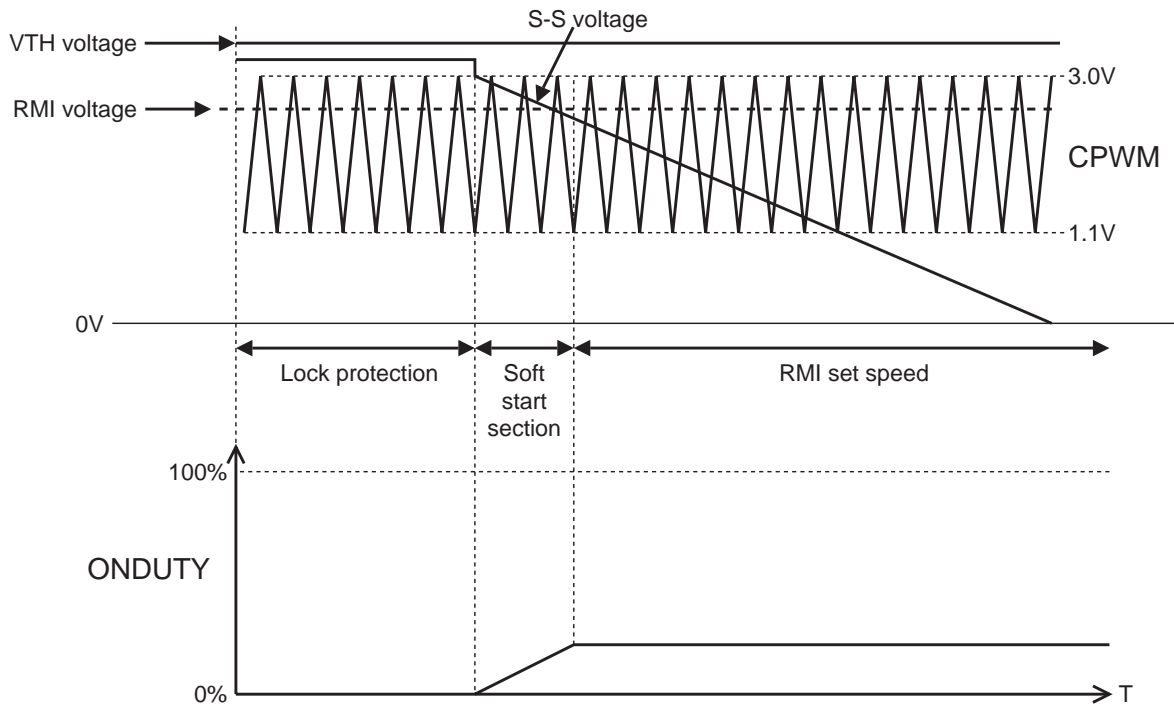 S-S voltage
VTH voltage
3.0V
RMI voltage
CPWM
1.1V
0V
Lock protection
Soft
start
section
RMI set speed
100%
ONDUTY
0%
T